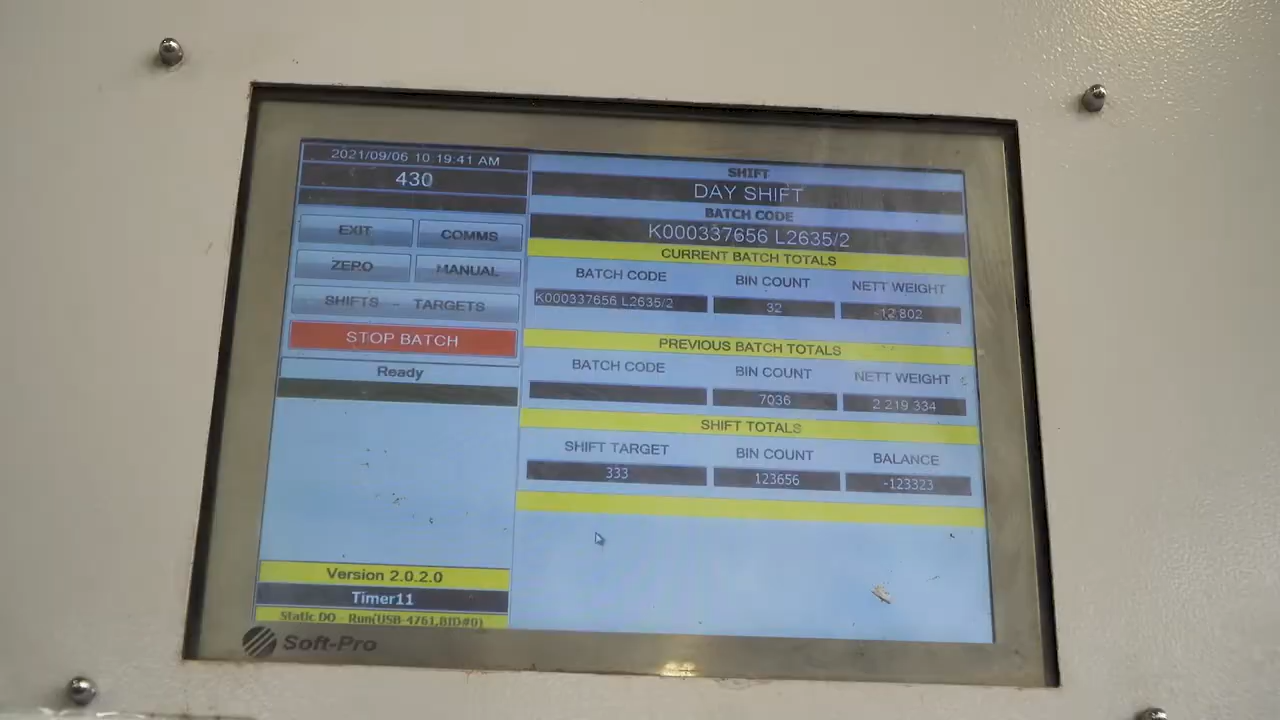 2021/09/06 10:19:41 AM
430
EXIT
COMMS
ZERO
MANUAL
SHIFTS - TARGETS
STOP BATCH
Ready
Version 2.0.2.0
Timer11
Static DO - Run(USB-4761,BID#0)
Soft-Pro
SHIFT
DAY SHIFT
BATCH CODE
K000337656 L2635/2
CURRENT BATCH TOTALS
BATCH CODE BIN COUNT NETT WEIGHT
K000337656 L2635/2 32 -12 802
PREVIOUS BATCH TOTALS
BATCH CODE BIN COUNT NETT WEIGHT
7036 2 219 334
SHIFT TOTALS
SHIFT TARGET BIN COUNT BALANCE
333 123656 -123323